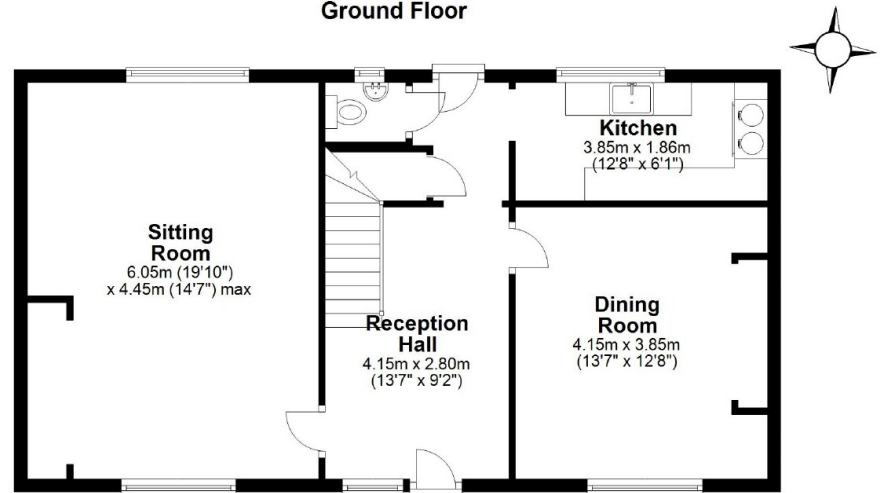 Ground Floor
Kitchen
3.85m x 1.86m
(12'8" x 6'1")
Sitting
Room
6.05m (19'10")
x 4.45m (14'7") max
Reception
Hall
4.15m x 2.80m
(13'7" x 9'2")
Dining
Room
4.15m x 3.85m
(13'7" x 12'8")